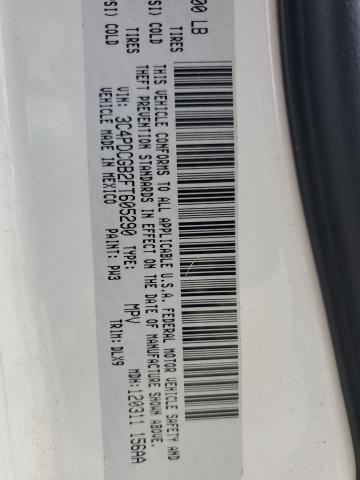 00 LB
TIRES
SI) COLD
TIRES
SI) COLD
THIS VEHICLE CONFORMS TO ALL APPLICABLE U.S.A. FEDERAL MOTOR VEHICLE SAFETY AND
THEFT PREVENTION STANDARDS IN EFFECT ON THE DATE OF MANUFACTURE SHOWN ABOVE.
VIN: 3C4PDCGB2FT605290 TYPE: MPV MDH: 120311 156AA
VEHICLE MADE IN MEXICO PAINT: PW3 TRIM: DLX9